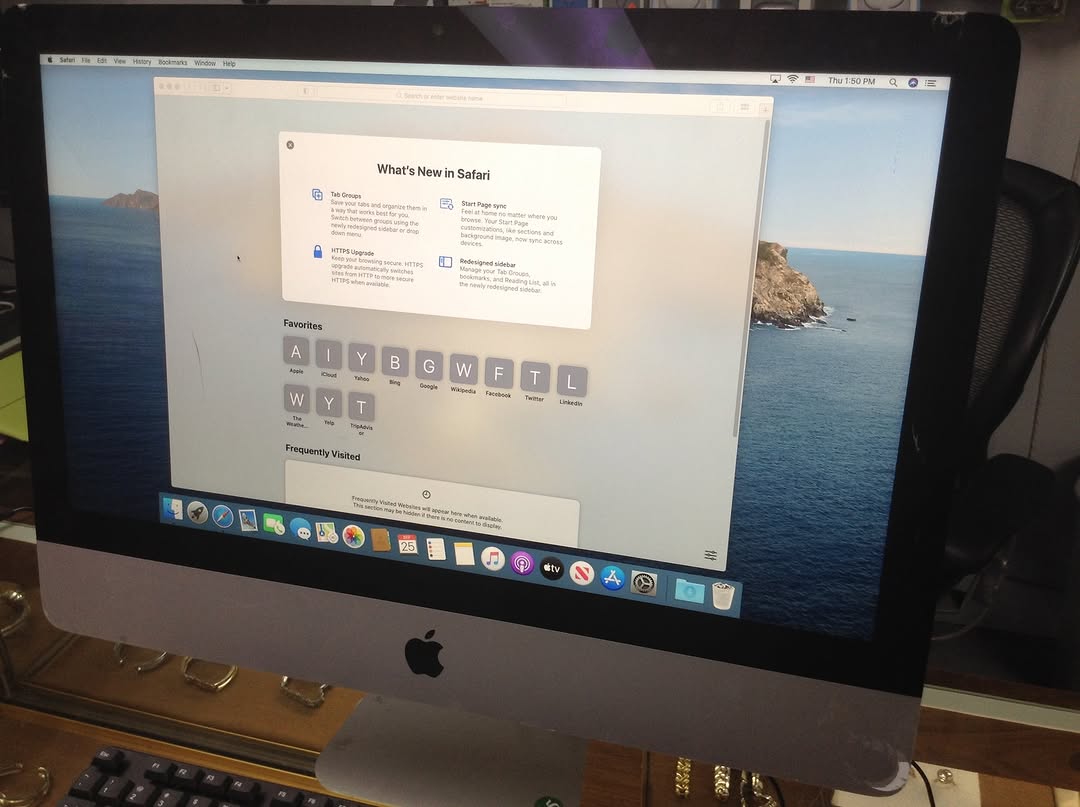 Safari File Edit View History Bookmarks Window Help
Thu 1:50 PM
Search or enter website name
What's New in Safari
Tab Groups
Save your tabs and organize them in
a way that works best for you.
Switch between groups using the
newly redesigned sidebar or drop
down menu.
Start Page sync
Feel at home no matter where you
browse. Your Start Page
customizations, like sections and
background image, now sync across
devices.
HTTPS Upgrade
Keep your browsing secure. HTTPS
upgrade automatically switches
sites from HTTP to more secure
HTTPS when available.
Redesigned sidebar
Manage your Tab Groups,
bookmarks, and Reading List, all in
the newly redesigned sidebar.
Favorites
A I Y B G W F T L
Apple iCloud Yahoo Bing Google Wikipedia Facebook Twitter LinkedIn
W Y T
The Yelp TripAdvis
Weathe... or
Frequently Visited
Frequently Visited Websites will appear here when available.
This section may be hidden if there is no content to display.
25
tv